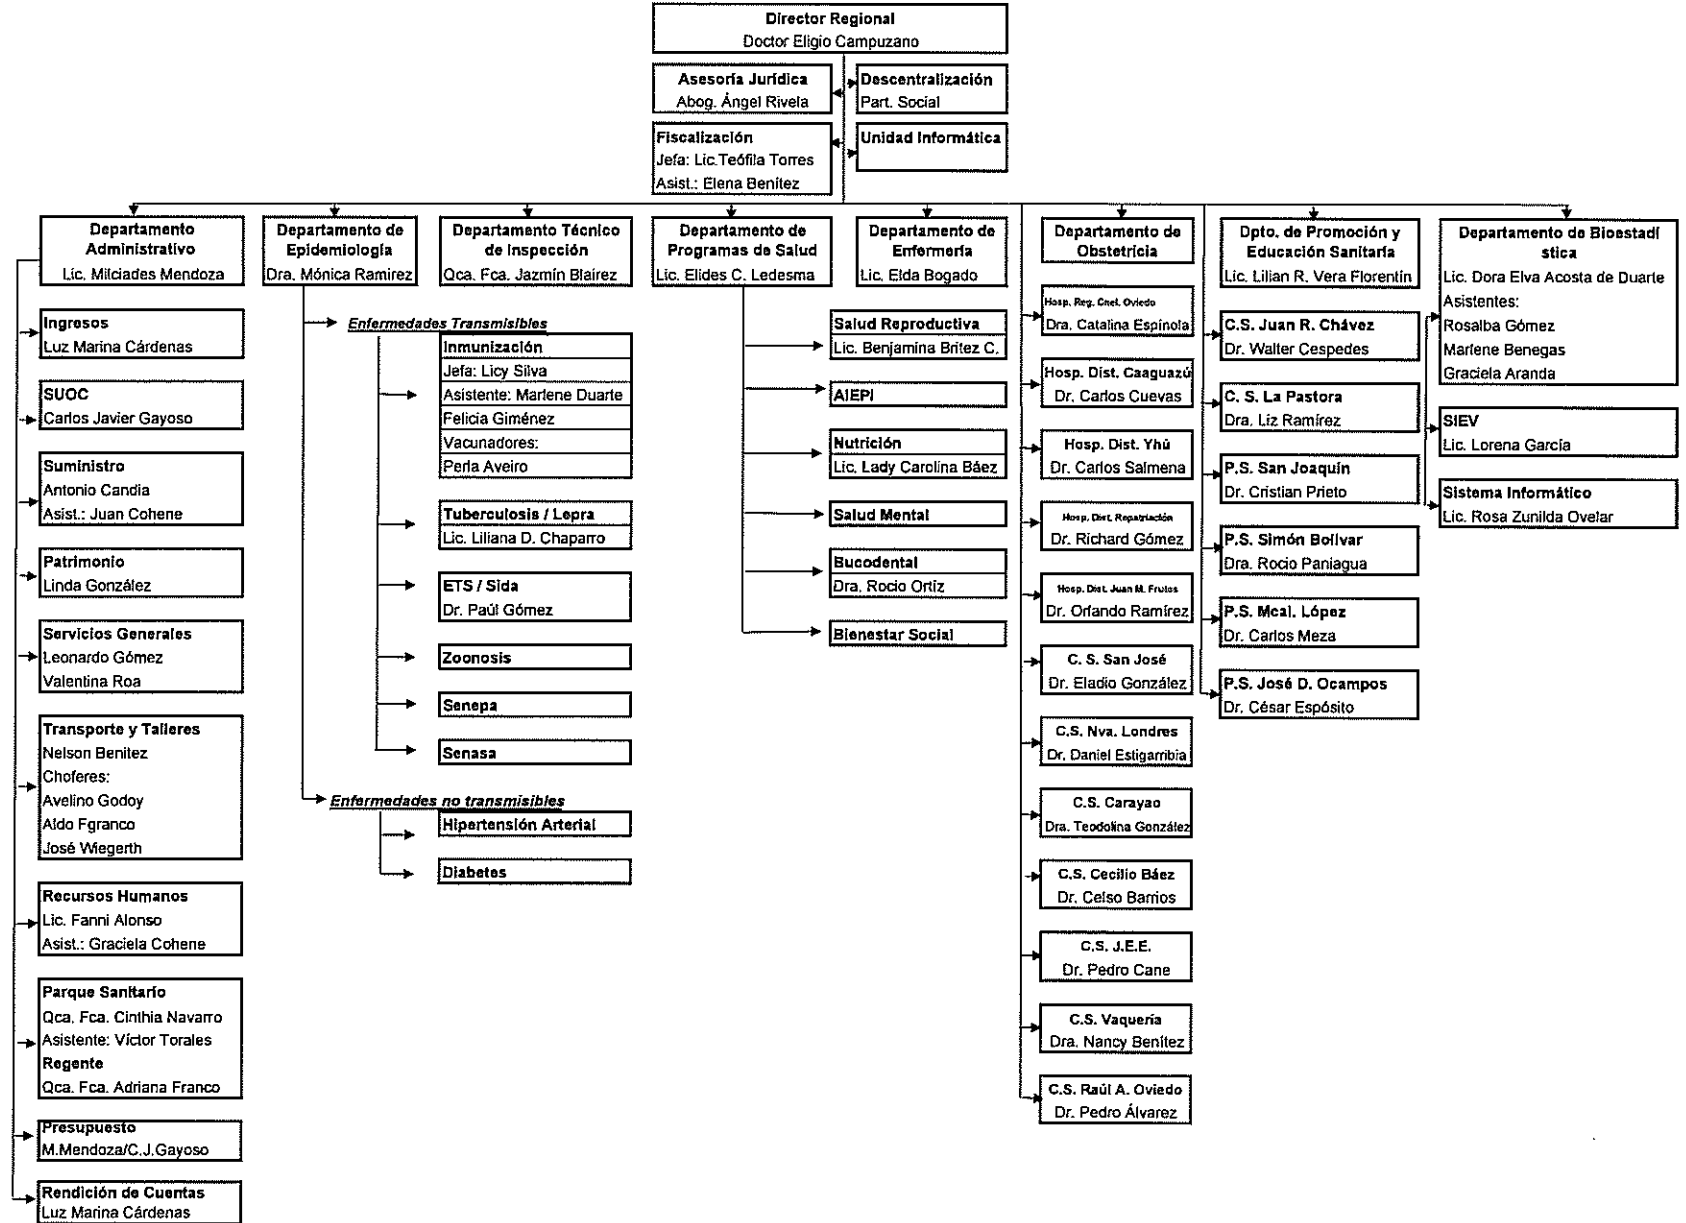 Director Regional
Doctor Eligio Campuzano
Asesoría Jurídica
Abog. Ángel Rivela
Descentralización
Part. Social
Fiscalización
Jefa: Lic.Teófila Torres
Asist.: Elena Benítez
Unidad Informática
Departamento
Administrativo
Lic. Milciades Mendoza
Ingresos
Luz Marina Cárdenas
SUOC
Carlos Javier Gayoso
Suministro
Antonio Candia
Asist.: Juan Cohene
Patrimonio
Linda González
Servicios Generales
Leonardo Gómez
Valentina Roa
Transporte y Talleres
Nelson Benitez
Choferes:
Avelino Godoy
Aldo Fgranco
José Wiegerth
Recursos Humanos
Lic. Fanni Alonso
Asist.: Graciela Cohene
Parque Sanitario
Qca. Fca. Cinthia Navarro
Asistente: Víctor Torales
Regente
Qca. Fca. Adriana Franco
Presupuesto
M.Mendoza/C.J.Gayoso
Rendición de Cuentas
Luz Marina Cárdenas
Departamento de
Epidemiología
Dra. Mónica Ramirez
Enfermedades Transmisibles
Inmunización
Jefa: Licy Silva
Asistente: Marlene Duarte
Felicia Giménez
Vacunadores:
Perla Aveiro
Tuberculosis / Lepra
Lic. Liliana D. Chaparro
ETS / Sida
Dr. Paúl Gómez
Zoonosis
Senepa
Senasa
Enfermedades no transmisibles
Hipertensión Arterial
Diabetes
Departamento Técnico
de Inspección
Qca. Fca. Jazmín Blairez
Departamento de
Programas de Salud
Lic. Elides C. Ledesma
Salud Reproductiva
Lic. Benjamina Britez C.
AIEPI
Nutrición
Lic. Lady Carolina Báez
Salud Mental
Bucodental
Dra. Rocio Ortiz
Bienestar Social
Departamento de
Enfermería
Lic. Elda Bogado
Departamento de
Obstetricia
Hosp. Reg. Cnel. Oviedo
Dra. Catalina Espínola
Hosp. Dist. Caaguazú
Dr. Carlos Cuevas
Hosp. Dist. Yhú
Dr. Carlos Salmena
Hosp. Dist. Repatriación
Dr. Richard Gómez
Hosp. Dist. Juan M. Frutos
Dr. Orlando Ramírez
C. S. San José
Dr. Eladio González
C.S. Nva. Londres
Dr. Daniel Estigarribia
C.S. Carayao
Dra. Teodolina González
C.S. Cecilio Báez
Dr. Celso Barrios
C.S. J.E.E.
Dr. Pedro Cane
C.S. Vaquería
Dra. Nancy Benítez
C.S. Raúl A. Oviedo
Dr. Pedro Álvarez
Dpto. de Promoción y
Educación Sanitaria
Lic. Lilian R. Vera Florentín
C.S. Juan R. Chávez
Dr. Walter Cespedes
C. S. La Pastora
Dra. Liz Ramírez
P.S. San Joaquín
Dr. Cristian Prieto
P.S. Simón Bolívar
Dra. Rocio Paniagua
P.S. Mcal. López
Dr. Carlos Meza
P.S. José D. Ocampos
Dr. César Espósito
Departamento de Bioestadí
stica
Lic. Dora Elva Acosta de Duarte
Asistentes:
Rosalba Gómez
Marlene Benegas
Graciela Aranda
SIEV
Lic. Lorena García
Sistema Informático
Lic. Rosa Zunilda Ovelar